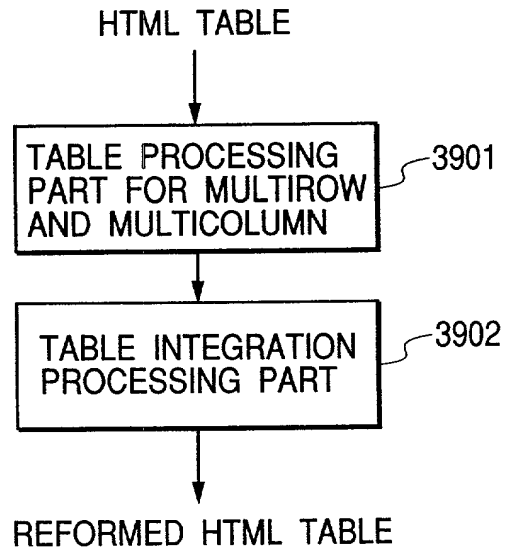 HTML TABLE
TABLE PROCESSING
PART FOR MULTIROW
AND MULTICOLUMN
3901
TABLE INTEGRATION
PROCESSING PART
3902
REFORMED HTML TABLE